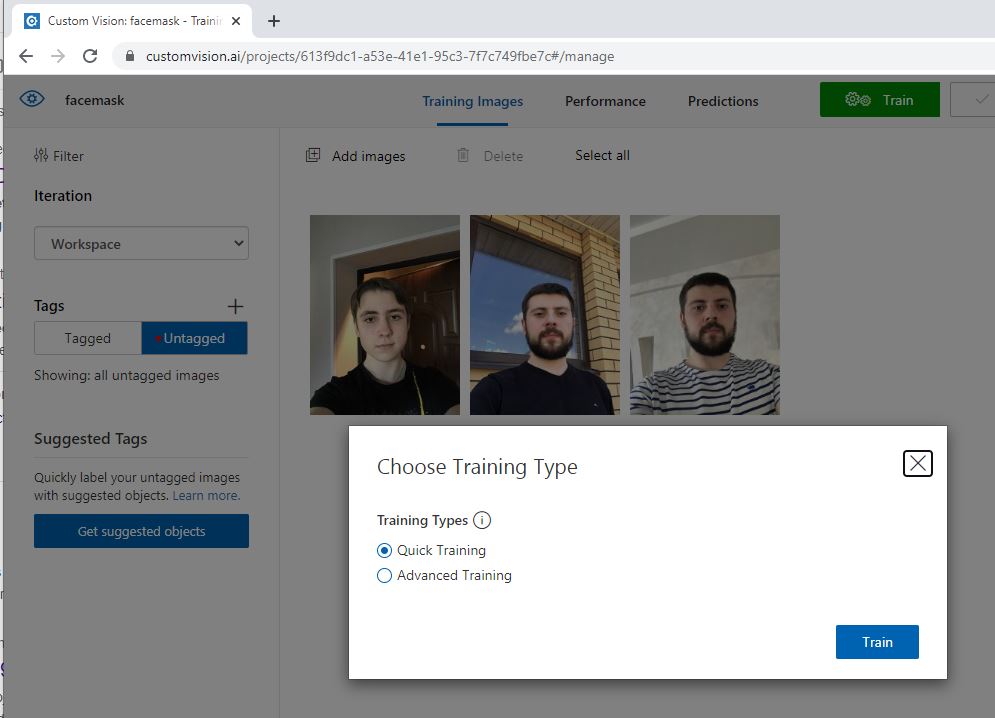 Custom Vision: facemask - Trainin
customvision.ai/projects/613f9dc1-a53e-41e1-95c3-7f7c749fbe7c#/manage
facemask
Training Images
Performance
Predictions
Train
Filter
Add images
Delete
Select all
Iteration
Workspace
Tags
Tagged
Untagged
Showing: all untagged images
Suggested Tags
Quickly label your untagged images
with suggested objects. Learn more.
Get suggested objects
Choose Training Type
Training Types
Quick Training
Advanced Training
Train